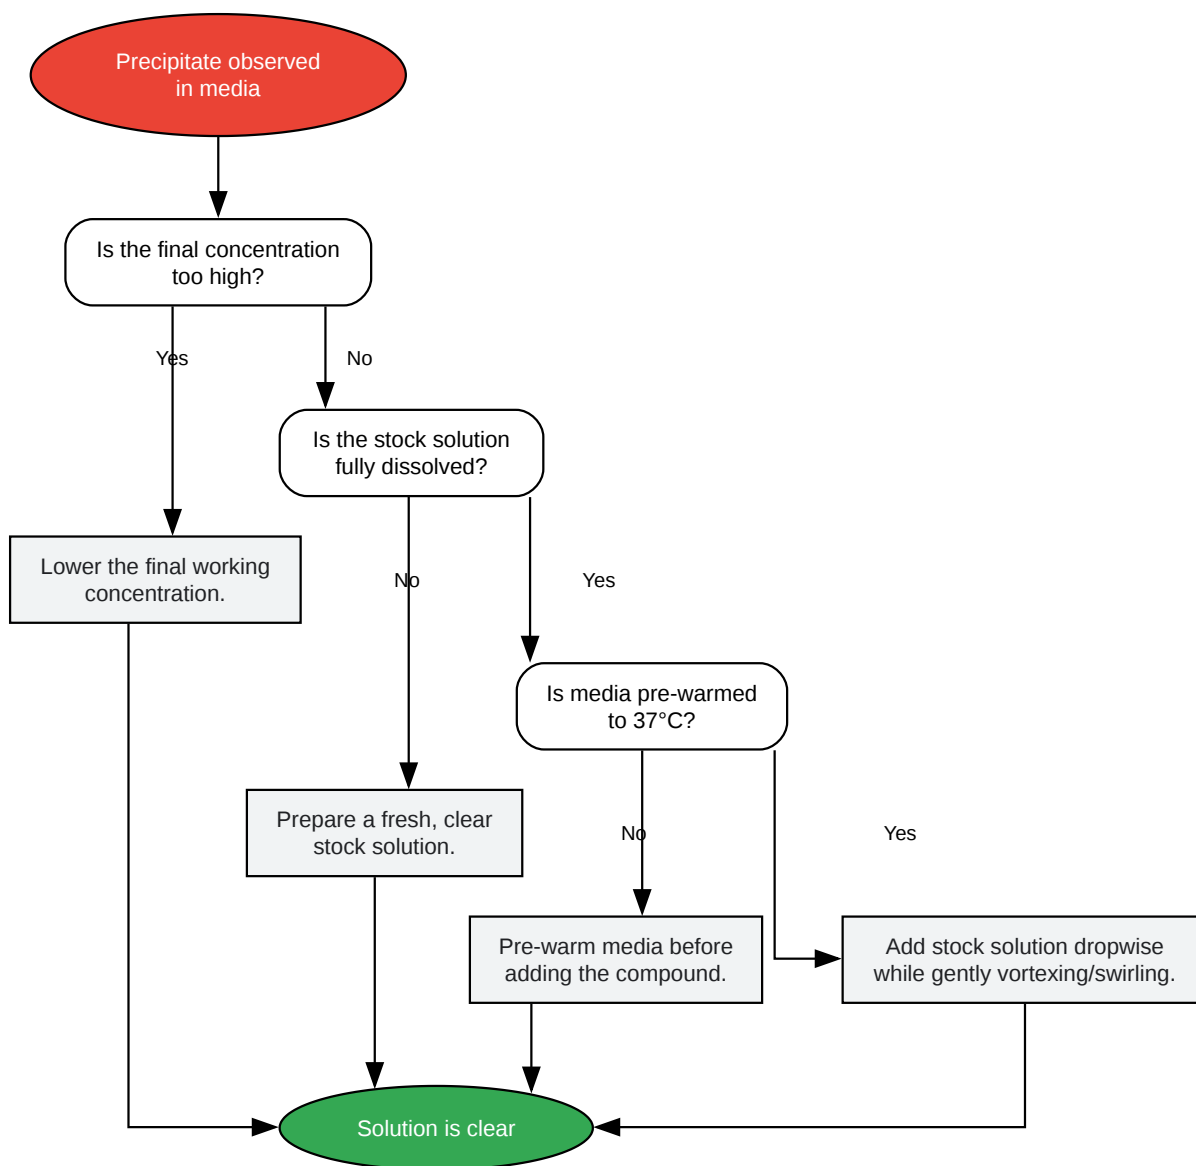 Precipitate observed
in media
Is the final concentration
too high?
Yes
No
Is the stock solution
fully dissolved?
Lower the final working
concentration.
No
Yes
Is media pre-warmed
to 37°C?
Prepare a fresh, clear
stock solution.
No
Yes
Pre-warm media before
adding the compound.
Add stock solution dropwise
while gently vortexing/swirling.
Solution is clear